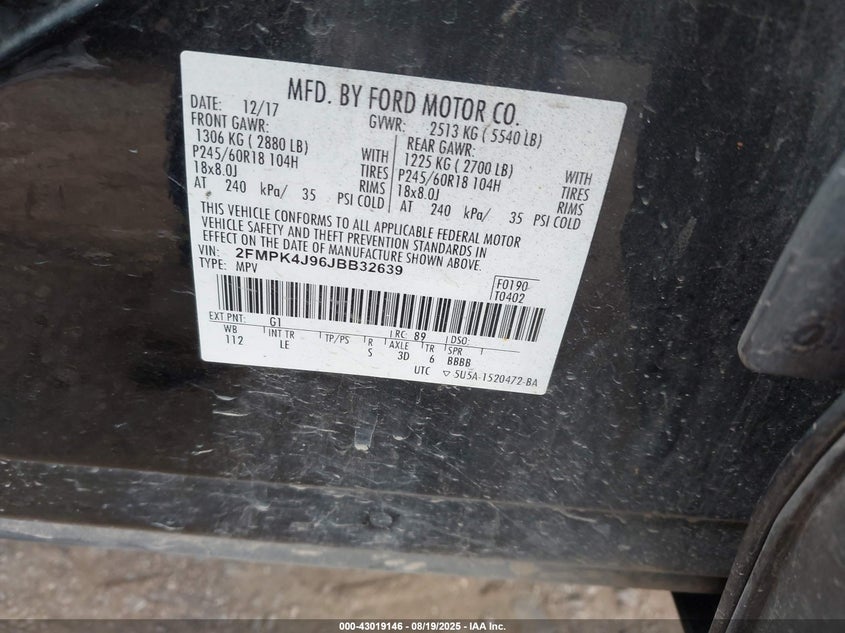 MFD. BY FORD MOTOR CO.
DATE: 12/17 GVWR: 2513 KG ( 5540 LB)
FRONT GAWR: REAR GAWR:
1306 KG ( 2880 LB) WITH 1225 KG ( 2700 LB) WITH
P245/60R18 104H TIRES P245/60R18 104H TIRES
18x8.0J RIMS 18x8.0J RIMS
AT 240 kPa/ 35 PSI COLD AT 240 kPa/ 35 PSI COLD
THIS VEHICLE CONFORMS TO ALL APPLICABLE FEDERAL MOTOR
VEHICLE SAFETY AND THEFT PREVENTION STANDARDS IN
EFFECT ON THE DATE OF MANUFACTURE SHOWN ABOVE.
VIN: 2FMPK4J96JBB32639
TYPE: MPV
F0190
T0402
EXT PNT: G1 RC: 89 DSO:
WB INT TR TP/PS R AXLE TR SPR
112 LE S 3D 6 BBBB
UTC ▽ 5U5A-1520472-BA
000-43019146 - 08/19/2025 - IAA Inc.